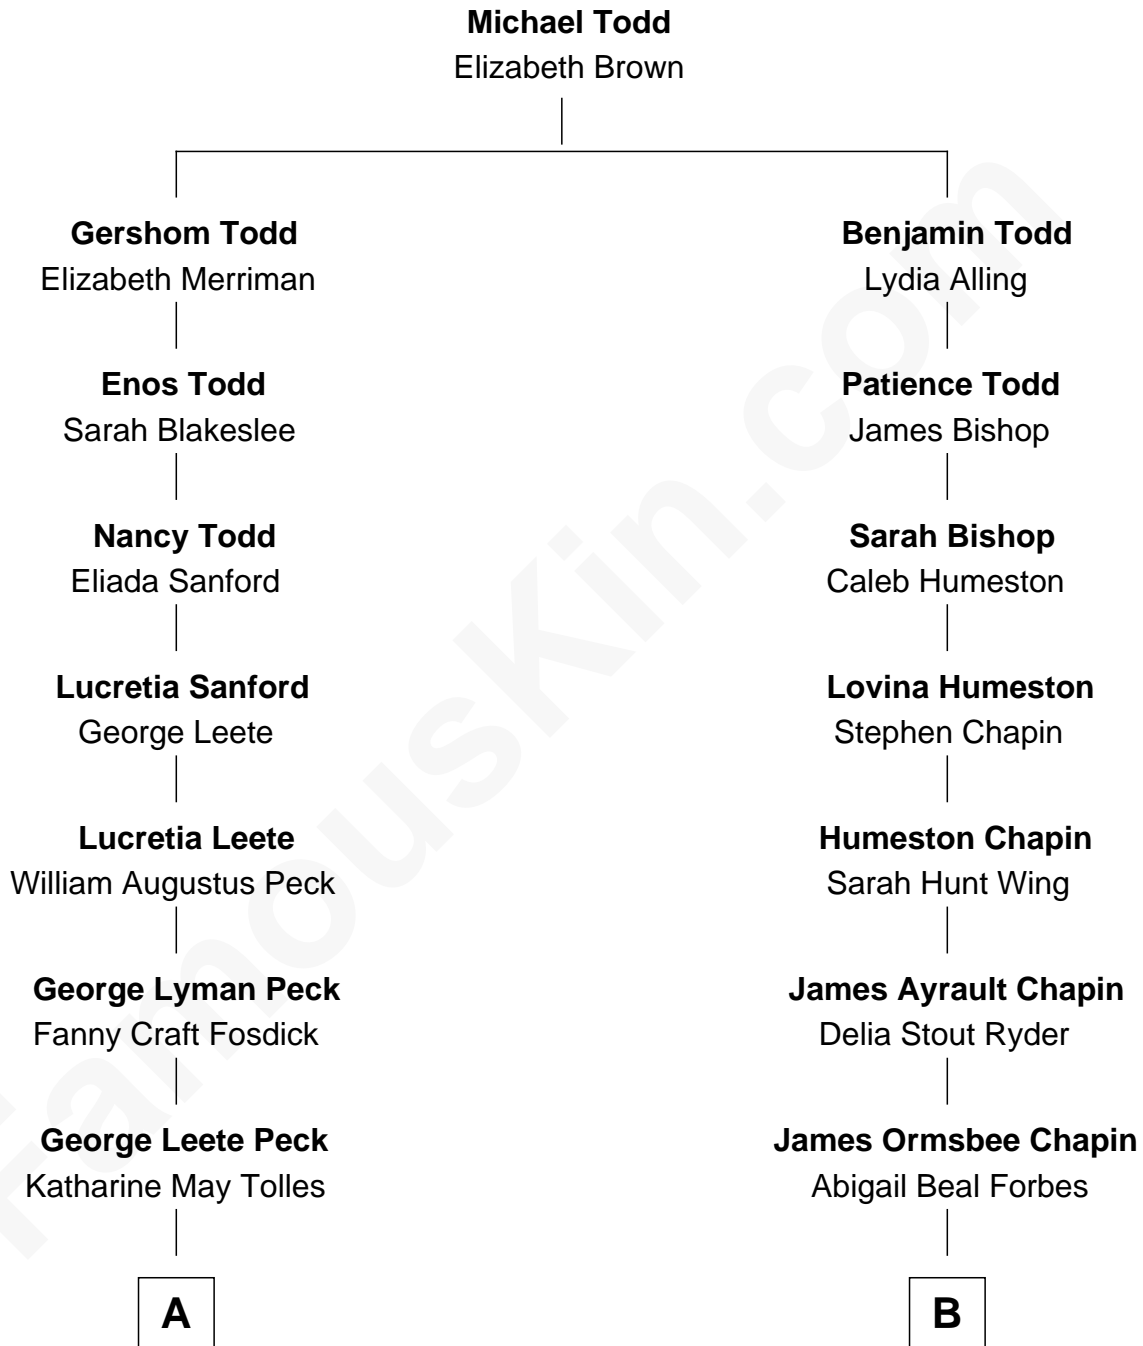 Michael Todd
Elizabeth Brown
Gershom Todd
Elizabeth Merriman
Benjamin Todd
Lydia Alling
Enos Todd
Sarah Blakeslee
Patience Todd
James Bishop
Nancy Todd
Eliada Sanford
Sarah Bishop
Caleb Humeston
Lucretia Sanford
George Leete
Lovina Humeston
Stephen Chapin
Lucretia Leete
William Augustus Peck
Humeston Chapin
Sarah Hunt Wing
George Lyman Peck
Fanny Craft Fosdick
James Ayrault Chapin
Delia Stout Ryder
George Leete Peck
Katharine May Tolles
James Ormsbee Chapin
Abigail Beal Forbes
A
B
FamousKin.com